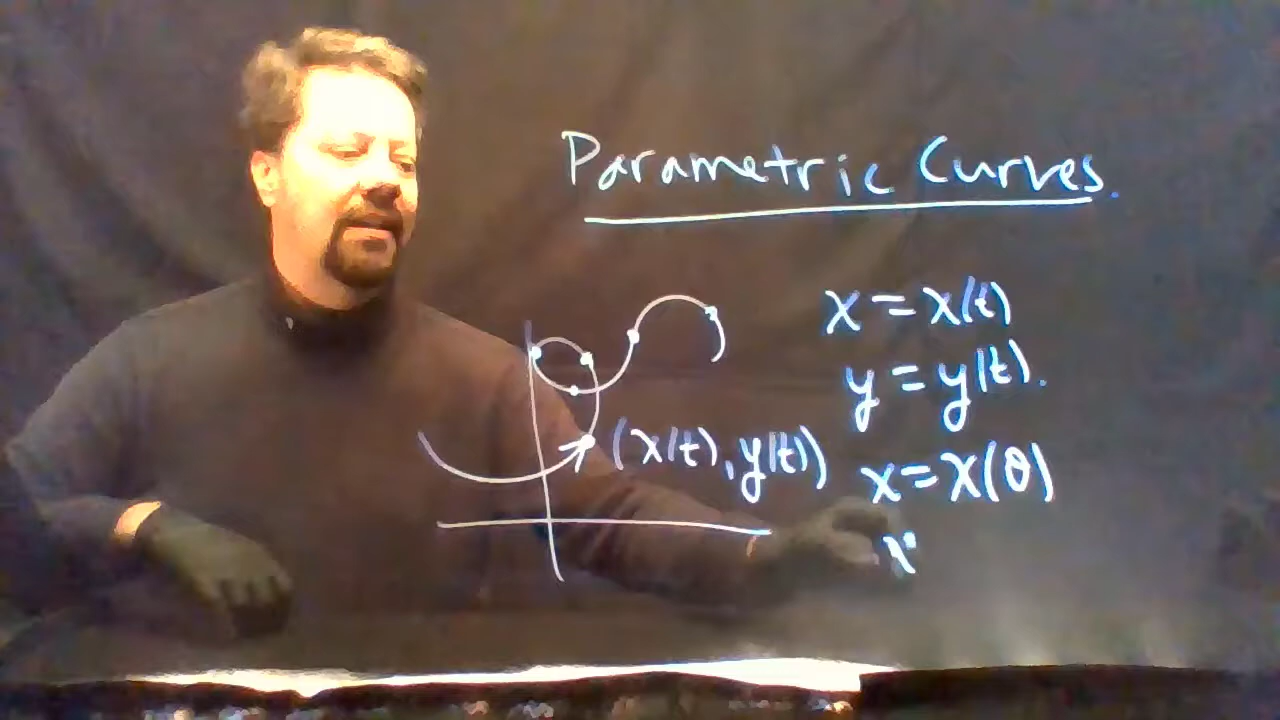 Parametric Curves.
x = x(t)
y = y(t).
(x(t), y(t))
x = x(θ)